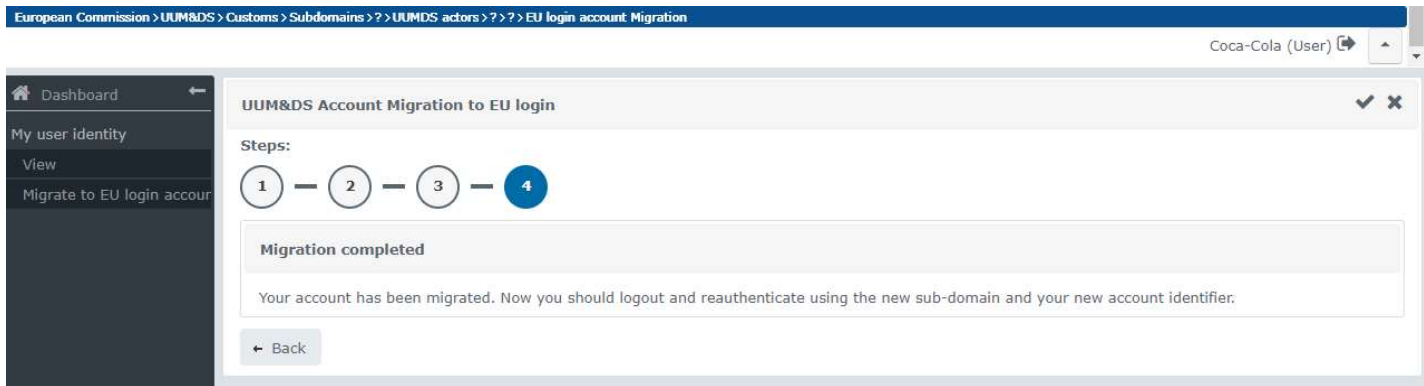 European Commission > UUM&DS > Customs > Subdomains > ? > UUMDS actors > ? > ? > EU login account Migration
Coca-Cola (User)
Dashboard
UUM&DS Account Migration to EU login
My user identity
View
Migrate to EU login accour
Steps:
1
2
3
4
Migration completed
Your account has been migrated. Now you should logout and reauthenticate using the new sub-domain and your new account identifier.
Back